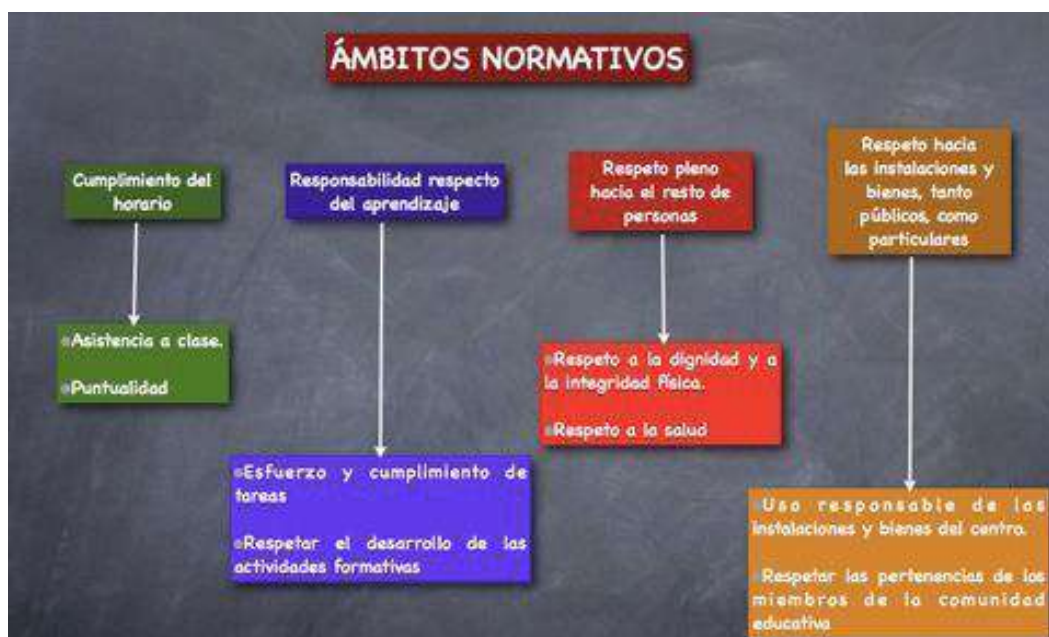 ÁMBITOS NORMATIVOS
Cumplimiento del
horario
Asistencia a clase.
Puntualidad
Responsabilidad respecto
del aprendizaje
Esfuerzo y cumplimiento de
tareas
Respetar el desarrollo de las
actividades formativas
Respeto pleno
hacia el resto de
personas
Respeto a la dignidad y a
la integridad física.
Respeto a la salud
Respeto hacia
las instalaciones y
bienes, tanto
públicos, como
particulares
Uso responsable de las
instalaciones y bienes del centro.
Respetar las pertenencias de los
miembros de la comunidad
educativa